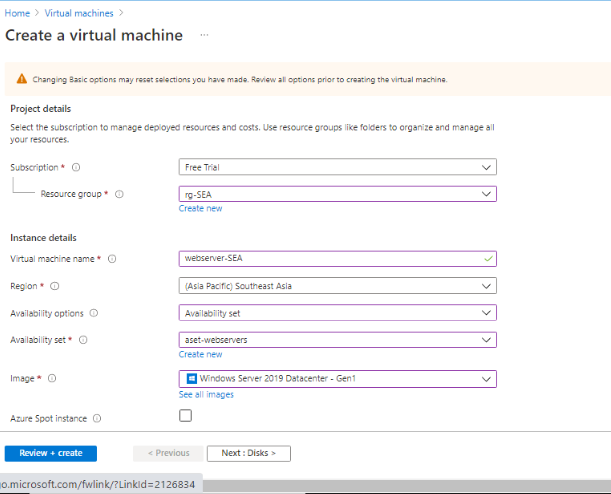 Home > Virtual machines >
Create a virtual machine ...
Changing Basic options may reset selections you have made. Review all options prior to creating the virtual machine.
Project details
Select the subscription to manage deployed resources and costs. Use resource groups like folders to organize and manage all
your resources.
Subscription * Free Trial
Resource group * rg-SEA
Create new
Instance details
Virtual machine name * webserver-SEA
Region * (Asia Pacific) Southeast Asia
Availability options Availability set
Availability set * aset-webservers
Create new
Image * Windows Server 2019 Datacenter - Gen1
See all images
Azure Spot instance
Review + create < Previous Next : Disks >
go.microsoft.com/fwlink/?LinkId=2126834